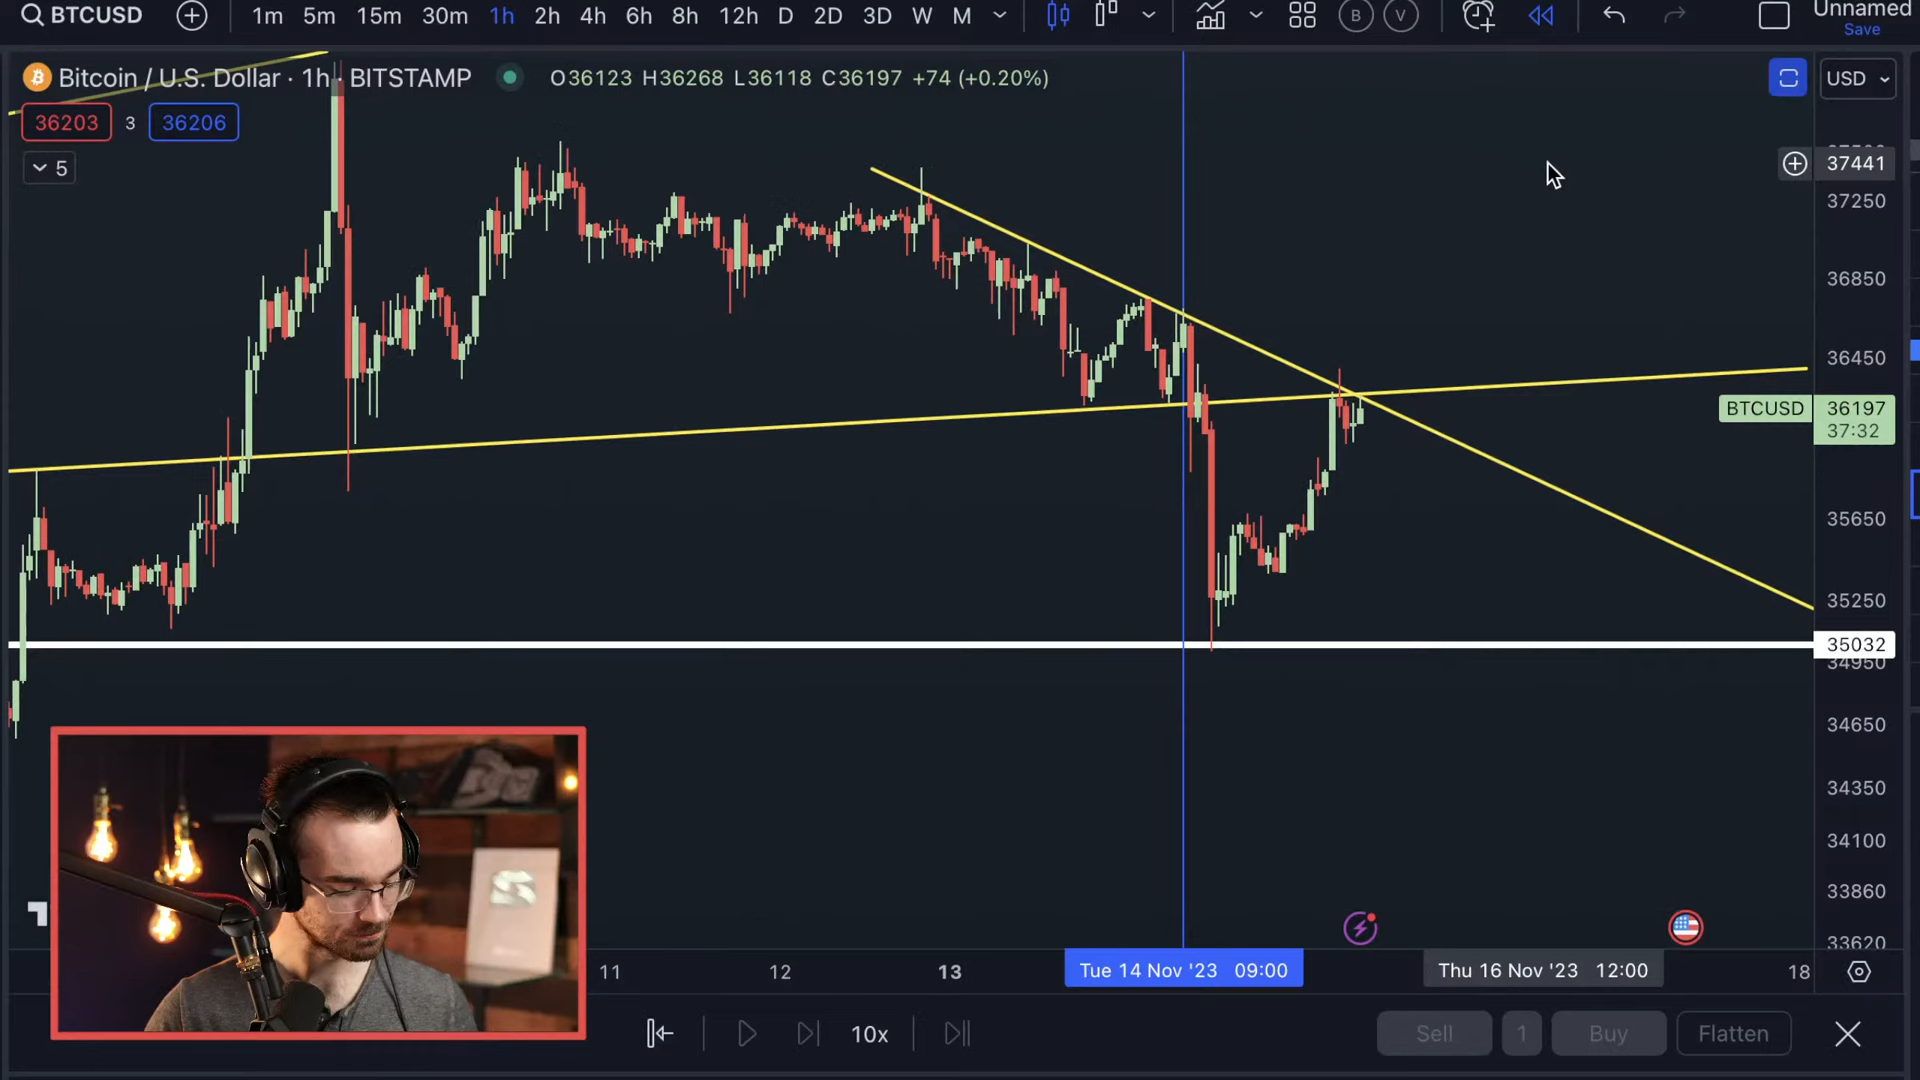 BTCUSD 1m 5m 15m 30m 1h 2h 4h 6h 8h 12h D 2D 3D W M B V Unnamed
Save
Bitcoin / U.S. Dollar · 1h · BITSTAMP O36123 H36268 L36118 C36197 +74 (+0.20%) USD
36203 3 36206
5
37441
37250
36850
36450
BTCUSD 36197
37:32
35650
35250
35032
34950
34650
34350
34100
33860
33620
11 12 13 Tue 14 Nov '23 09:00 Thu 16 Nov '23 12:00 18
10x Sell 1 Buy Flatten